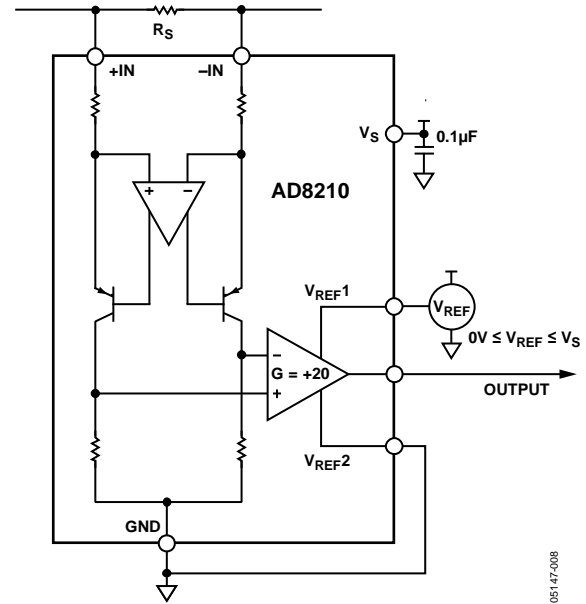 RS
+IN
–IN
VS
0.1µF
AD8210
VREF1
VREF
0V ≤ VREF ≤ VS
–
+
+
–
G = +20
OUTPUT
VREF2
GND
05147-008